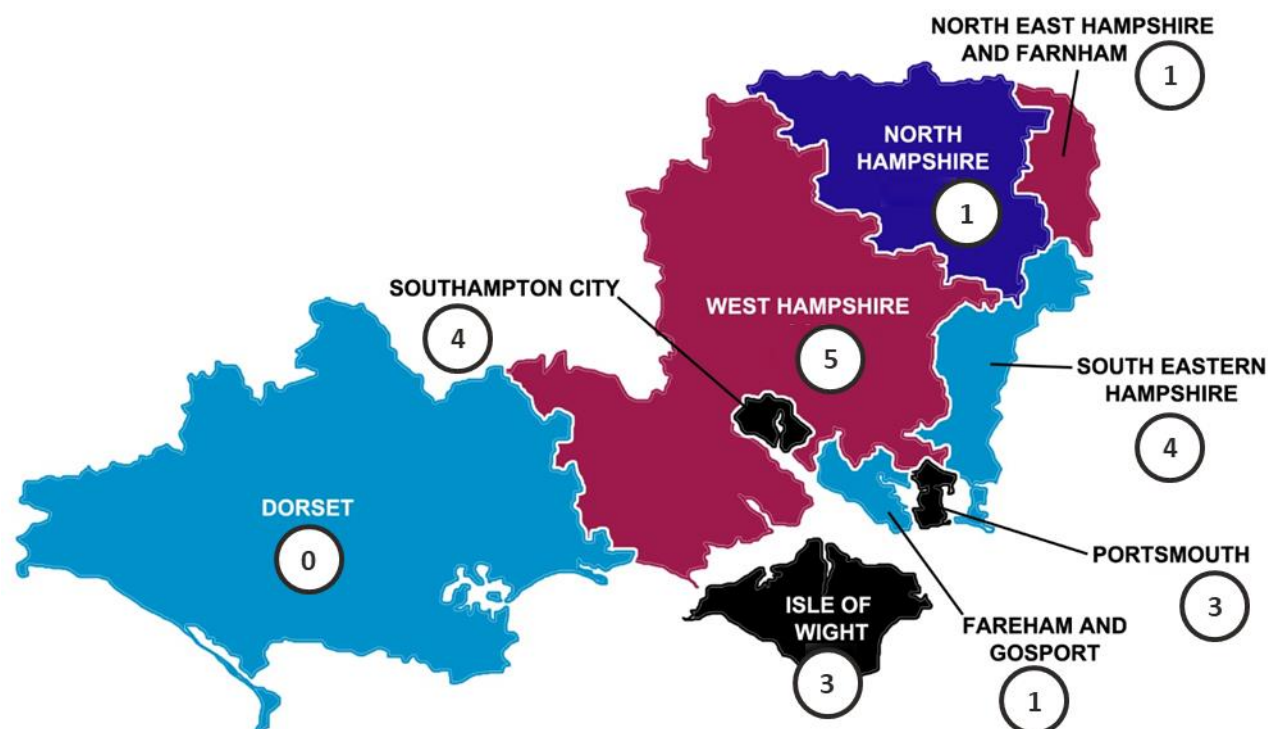 NORTH EAST HAMPSHIRE
AND FARNHAM
1
NORTH
HAMPSHIRE
1
SOUTHAMPTON CITY
4
WEST HAMPSHIRE
5
SOUTH EASTERN
HAMPSHIRE
4
DORSET
0
PORTSMOUTH
3
ISLE OF
WIGHT
3
FAREHAM AND
GOSPORT
1